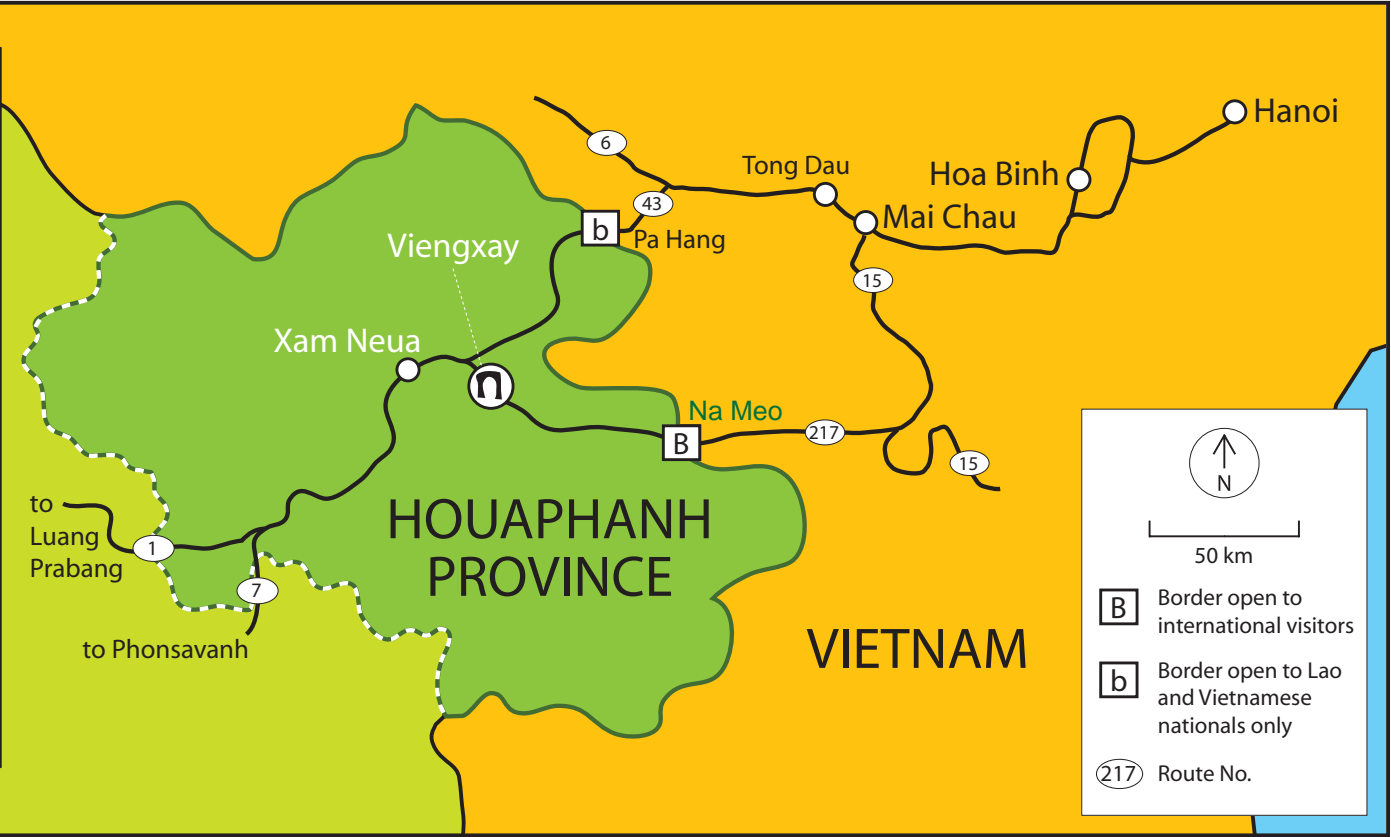 Hanoi
6
Tong Dau
Hoa Binh
43
Mai Chau
b
Pa Hang
Viengxay
15
Xam Neua
Na Meo
B
217
15
to
Luang
Prabang
1
7
to Phonsavanh
HOUAPHANH
PROVINCE
VIETNAM
N
50 km
B
Border open to
international visitors
b
Border open to Lao
and Vietnamese
nationals only
217 Route No.